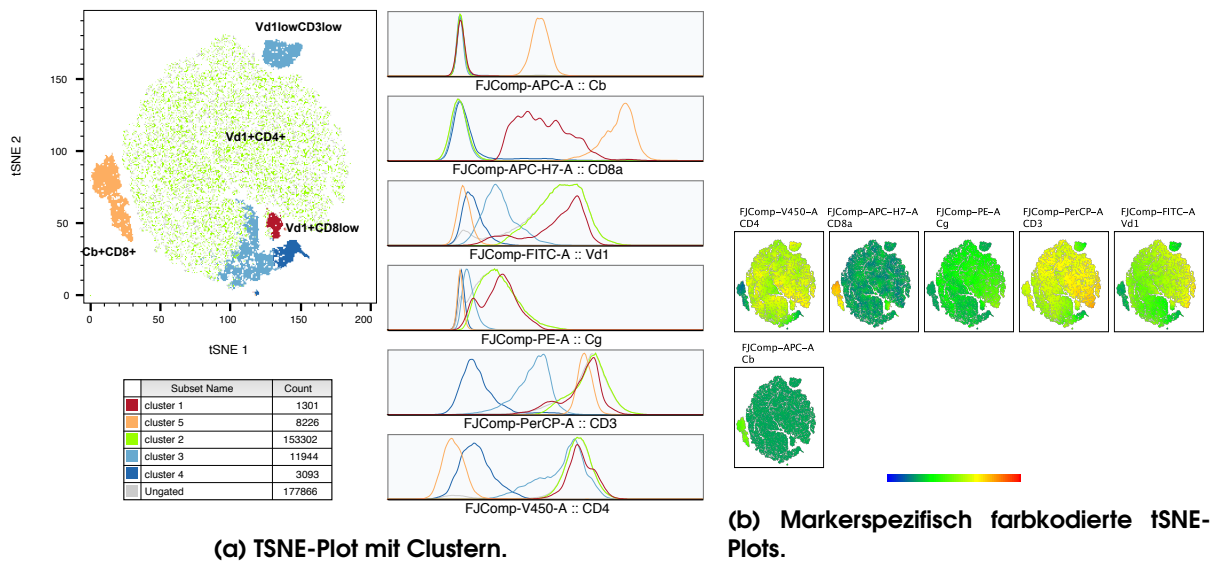 Vd1lowCD3low
Vd1+CD4+
Vd1+CD8low
Cb+CD8+
tSNE 2
150
100
50
0
0
50
100
150
200
tSNE 1
Subset Name Count
cluster 1 1301
cluster 5 8226
cluster 2 153302
cluster 3 11944
cluster 4 3093
Ungated 177866
FJComp-APC-A :: Cb
FJComp-APC-H7-A :: CD8a
FJComp-FITC-A :: Vd1
FJComp-PE-A :: Cg
FJComp-PerCP-A :: CD3
FJComp-V450-A :: CD4
(a) TSNE-Plot mit Clustern.
FJComp-V450-A
CD4
FJComp-APC-H7-A
CD8a
FJComp-PE-A
Cg
FJComp-PerCP-A
CD3
FJComp-FITC-A
Vd1
FJComp-APC-A
Cb
(b) Markerspezifisch farbkodierte tSNE-
Plots.